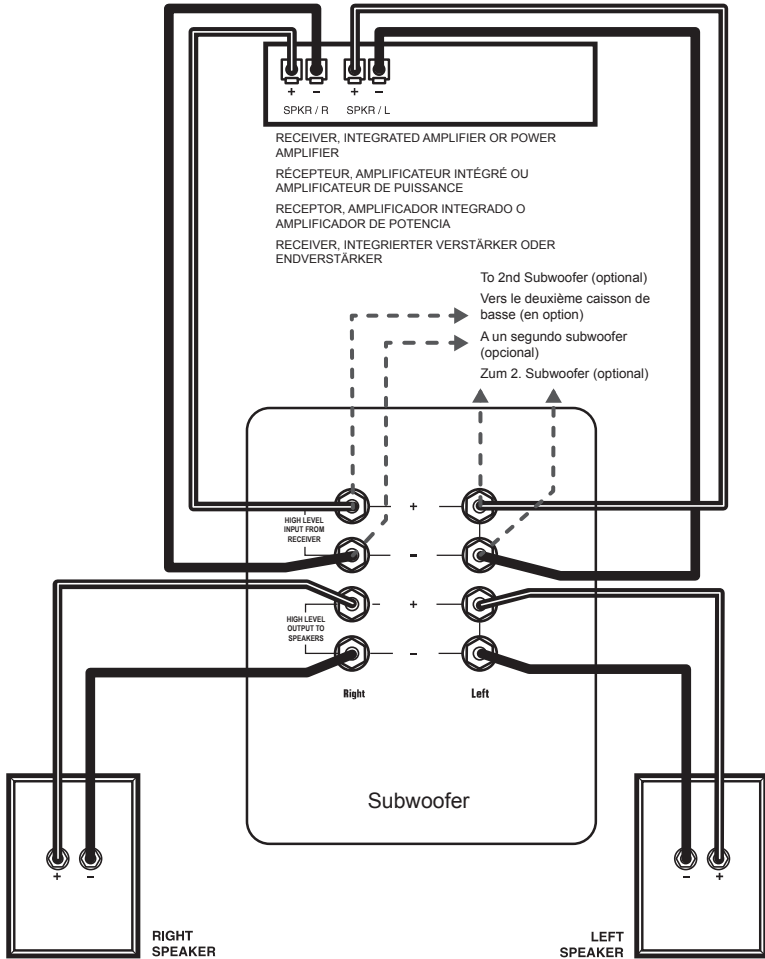 + – + –
SPKR / R SPKR / L
RECEIVER, INTEGRATED AMPLIFIER OR POWER
AMPLIFIER
RÉCEPTEUR, AMPLIFICATEUR INTÉGRÉ OU
AMPLIFICATEUR DE PUISSANCE
RECEPTOR, AMPLIFICADOR INTEGRADO O
AMPLIFICADOR DE POTENCIA
RECEIVER, INTEGRIERTER VERSTÄRKER ODER
ENDVERSTÄRKER
To 2nd Subwoofer (optional)
Vers le deuxième caisson de
basse (en option)
A un segundo subwoofer
(opcional)
Zum 2. Subwoofer (optional)
+
HIGH LEVEL
INPUT FROM
RECEIVER
–
+
HIGH LEVEL
OUTPUT TO
SPEAKERS
–
Right Left
Subwoofer
+ – – +
RIGHT
SPEAKER
LEFT
SPEAKER